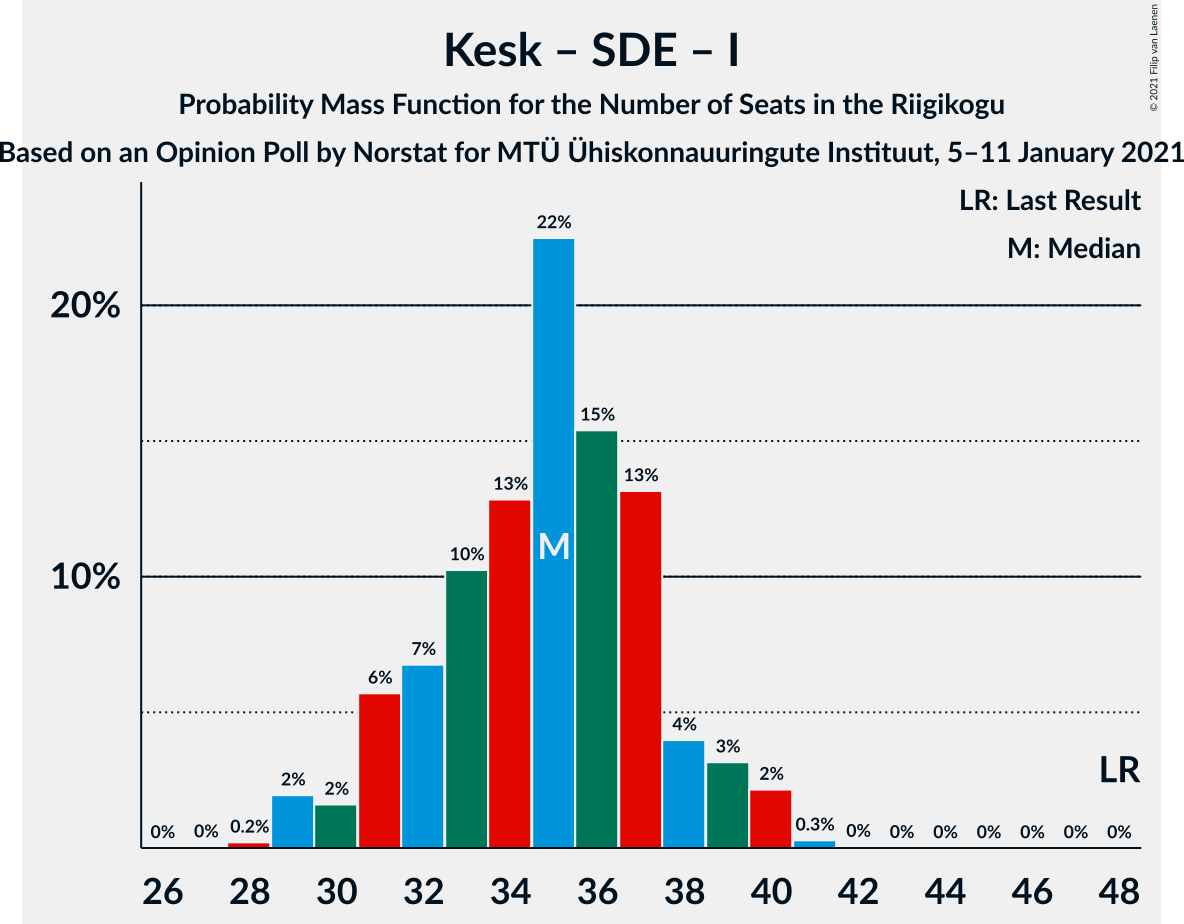 Kesk – SDE – I
Probability Mass Function for the Number of Seats in the Riigikogu
Based on an Opinion Poll by Norstat for MTÜ Ühiskonnauuringute Instituut, 5–11 January 2021
© 2021 Filip van Laenen
LR: Last Result
M: Median
22%
20%
15%
13%
13%
M
10%
10%
7%
6%
4%
3%
LR
2%
2%
2%
0% 0% 0.2% 0.3% 0% 0% 0% 0% 0% 0% 0%
26 28 30 32 34 36 38 40 42 44 46 48